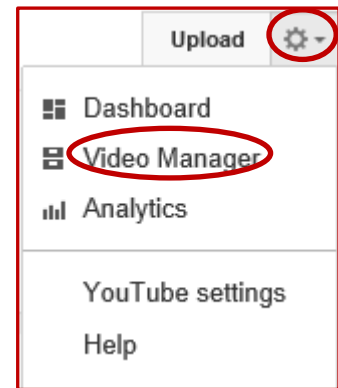 Upload
Dashboard
Video Manager
Analytics
YouTube settings
Help